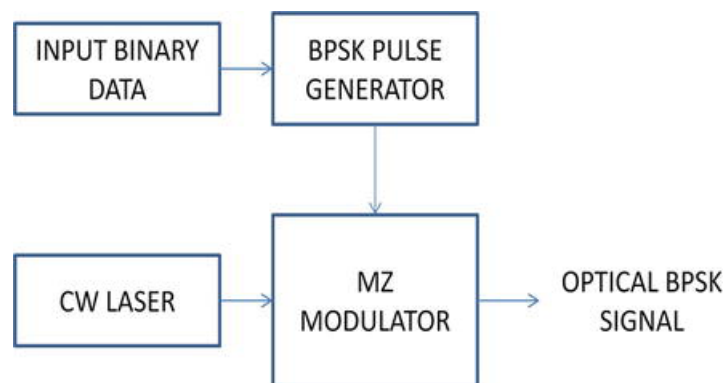 INPUT BINARY
DATA
BPSK PULSE
GENERATOR
CW LASER
MZ
MODULATOR
OPTICAL BPSK
SIGNAL